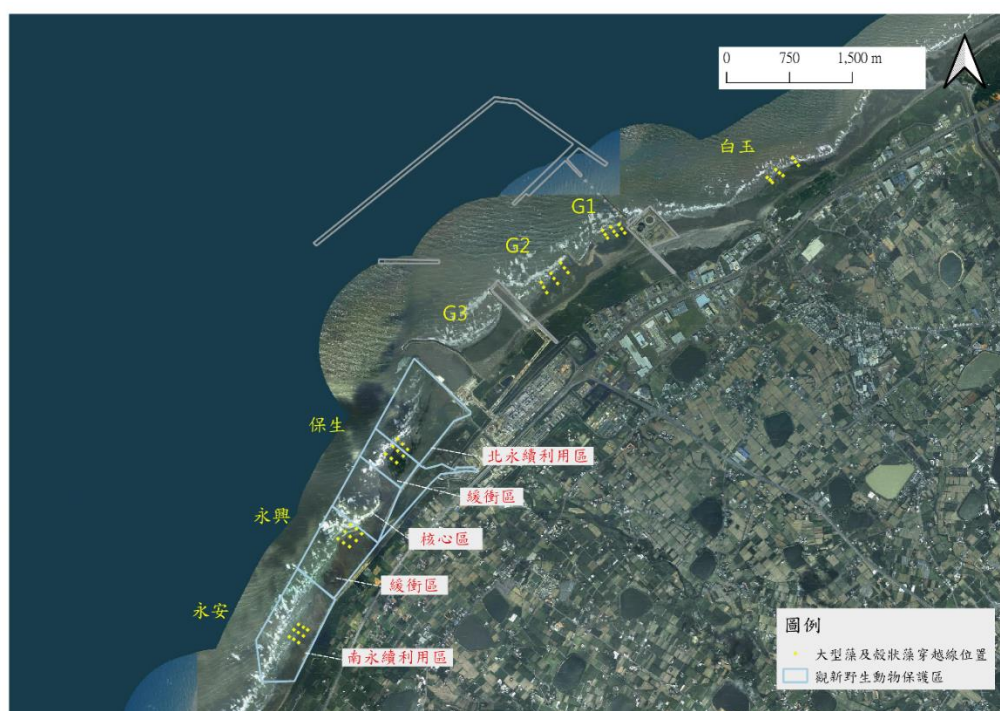 0 750 1,500 m
白玉
G1
G2
G3
保生
北永續利用區
緩衝區
永興
核心區
緩衝區
永安
南永續利用區
圖例
大型藻及殼狀藻穿越線位置
觀新野生動物保護區